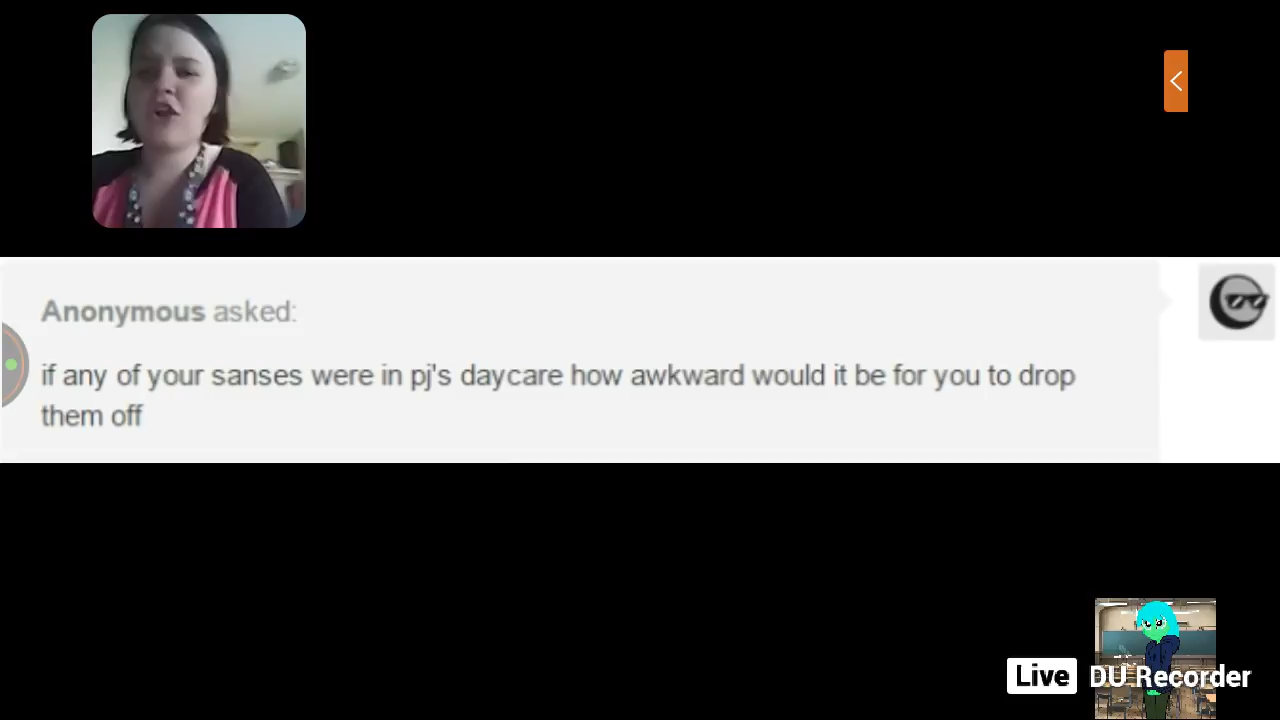 Anonymous asked:
if any of your sanses were in pj's daycare how awkward would it be for you to drop
them off
Live DU Recorder